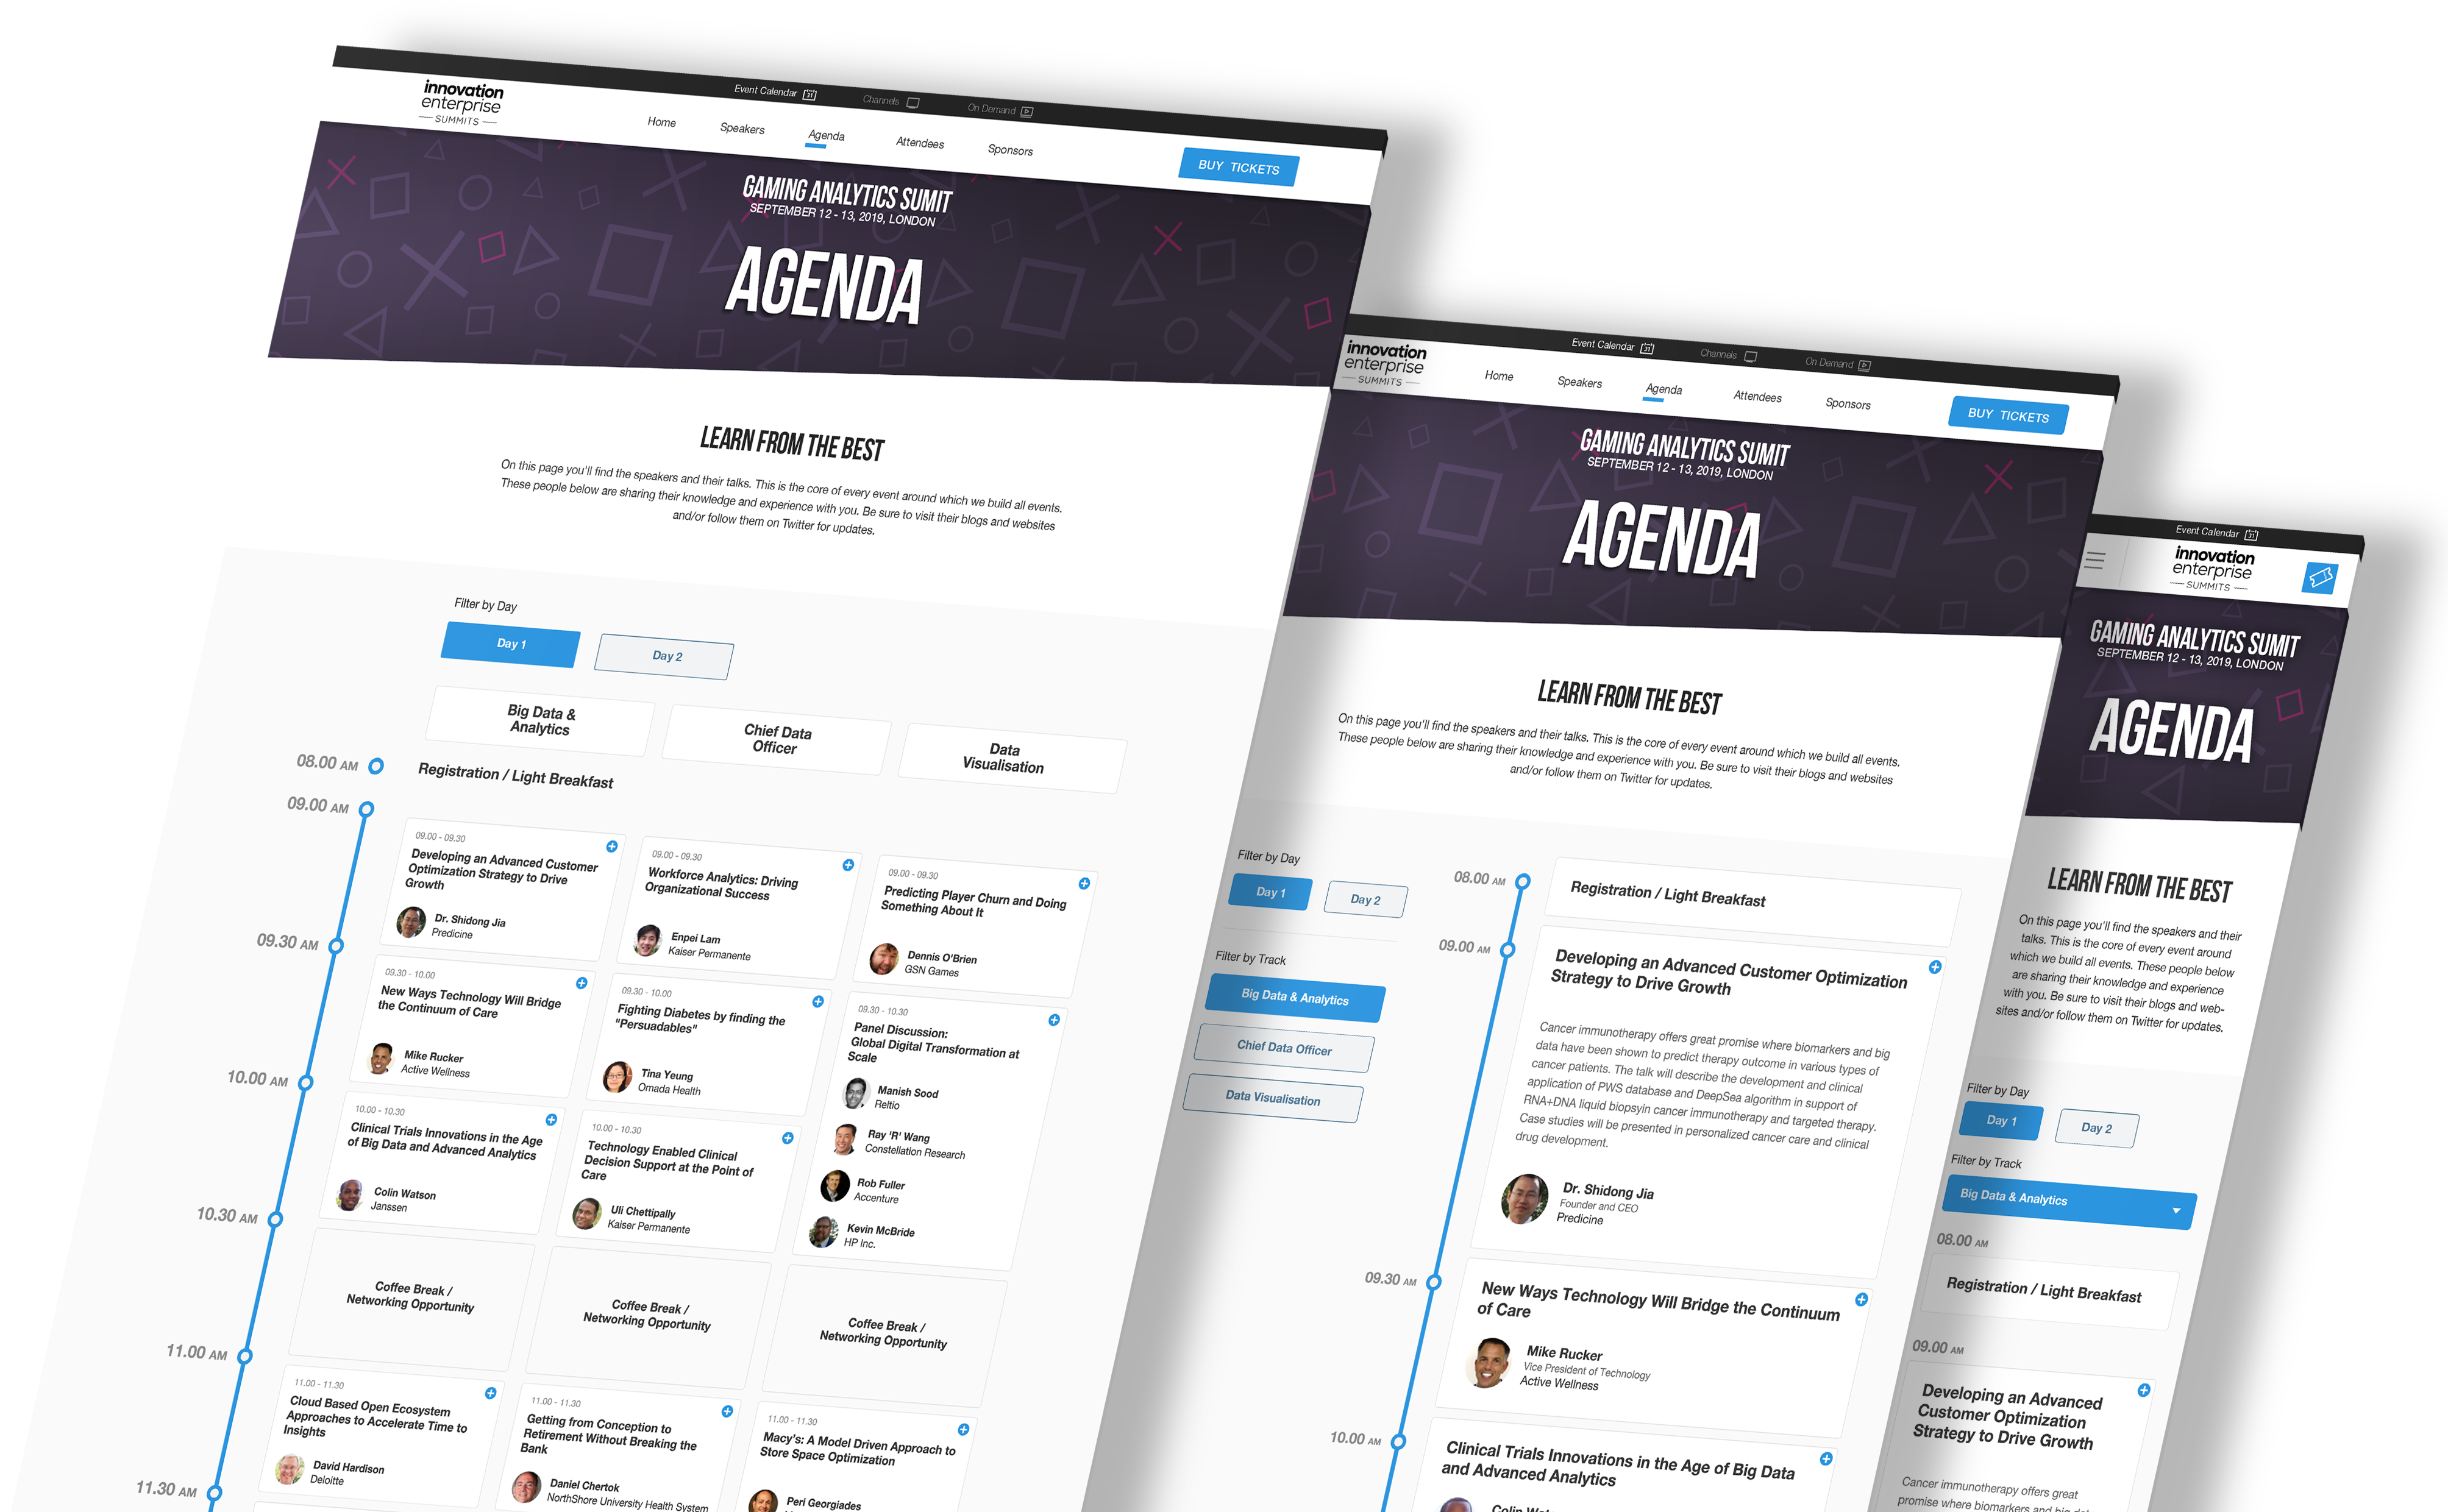 Event Calendar
Channels
On Demand
innovation
enterprise
SUMMITS
Home
Speakers
Agenda
Attendees
Sponsors
BUY TICKETS
GAMING ANALYTICS SUMIT
SEPTEMBER 12 - 13, 2019, LONDON
AGENDA
LEARN FROM THE BEST
On this page you'll find the speakers and their talks. This is the core of every event around which we build all events.
These people below are sharing their knowledge and experience with you. Be sure to visit their blogs and websites
and/or follow them on Twitter for updates.
Filter by Day
Day 1
Day 2
Big Data &
Analytics
Chief Data
Officer
Data
Visualisation
08.00 AM
Registration / Light Breakfast
09.00 AM
09.00 - 09.30
Developing an Advanced Customer
Optimization Strategy to Drive
Growth
Dr. Shidong Jia
Predicine
09.00 - 09.30
Workforce Analytics: Driving
Organizational Success
Enpei Lam
Kaiser Permanente
09.00 - 09.30
Predicting Player Churn and Doing
Something About It
Dennis O'Brien
GSN Games
09.30 AM
09.30 - 10.00
New Ways Technology Will Bridge
the Continuum of Care
Mike Rucker
Active Wellness
09.30 - 10.00
Fighting Diabetes by finding the
"Persuadables"
Tina Yeung
Omada Health
09.30 - 10.30
Panel Discussion:
Global Digital Transformation at
Scale
Manish Sood
Reltio
Ray 'R' Wang
Constellation Research
Rob Fuller
Accenture
Kevin McBride
HP Inc.
10.00 AM
10.00 - 10.30
Clinical Trials Innovations in the Age
of Big Data and Advanced Analytics
Colin Watson
Janssen
10.00 - 10.30
Technology Enabled Clinical
Decision Support at the Point of
Care
Uli Chettipally
Kaiser Permanente
10.30 AM
Coffee Break /
Networking Opportunity
Coffee Break /
Networking Opportunity
Coffee Break /
Networking Opportunity
11.00 AM
11.00 - 11.30
Cloud Based Open Ecosystem
Approaches to Accelerate Time to
Insights
David Hardison
Deloitte
11.00 - 11.30
Getting from Conception to
Retirement Without Breaking the
Bank
Daniel Chertok
NorthShore University Health System
11.00 - 11.30
Macy's: A Model Driven Approach to
Store Space Optimization
Peri Georgiades
11.30 AM
Event Calendar
Channels
On Demand
innovation
enterprise
SUMMITS
Home
Speakers
Agenda
Attendees
Sponsors
BUY TICKETS
GAMING ANALYTICS SUMIT
SEPTEMBER 12 - 13, 2019, LONDON
AGENDA
LEARN FROM THE BEST
On this page you'll find the speakers and their talks. This is the core of every event around which we build all events.
These people below are sharing their knowledge and experience with you. Be sure to visit their blogs and websites
and/or follow them on Twitter for updates.
Filter by Day
Day 1
Day 2
Filter by Track
Big Data & Analytics
Chief Data Officer
Data Visualisation
08.00 AM
Registration / Light Breakfast
09.00 AM
Developing an Advanced Customer Optimization
Strategy to Drive Growth
Cancer immunotherapy offers great promise where biomarkers and big
data have been shown to predict therapy outcome in various types of
cancer patients. The talk will describe the development and clinical
application of PWS database and DeepSea algorithm in support of
RNA+DNA liquid biopsyin cancer immunotherapy and targeted therapy.
Case studies will be presented in personalized cancer care and clinical
drug development.
Dr. Shidong Jia
Founder and CEO
Predicine
09.30 AM
New Ways Technology Will Bridge the Continuum
of Care
Mike Rucker
Vice President of Technology
Active Wellness
10.00 AM
Clinical Trials Innovations in the Age of Big Data
and Advanced Analytics
Colin
Event Calendar
innovation
enterprise
SUMMITS
GAMING ANALYTICS SUMIT
SEPTEMBER 12 - 13, 2019, LONDON
AGENDA
LEARN FROM THE BEST
On this page you'll find the speakers and their
talks. This is the core of every event around
which we build all events. These people below
are sharing their knowledge and experience
with you. Be sure to visit their blogs and web-
sites and/or follow them on Twitter for updates.
Filter by Day
Day 1
Day 2
Filter by Track
Big Data & Analytics
08.00 AM
Registration / Light Breakfast
09.00 AM
Developing an Advanced
Customer Optimization
Strategy to Drive Growth
Cancer immunotherapy offers great
promise where biomarkers and big